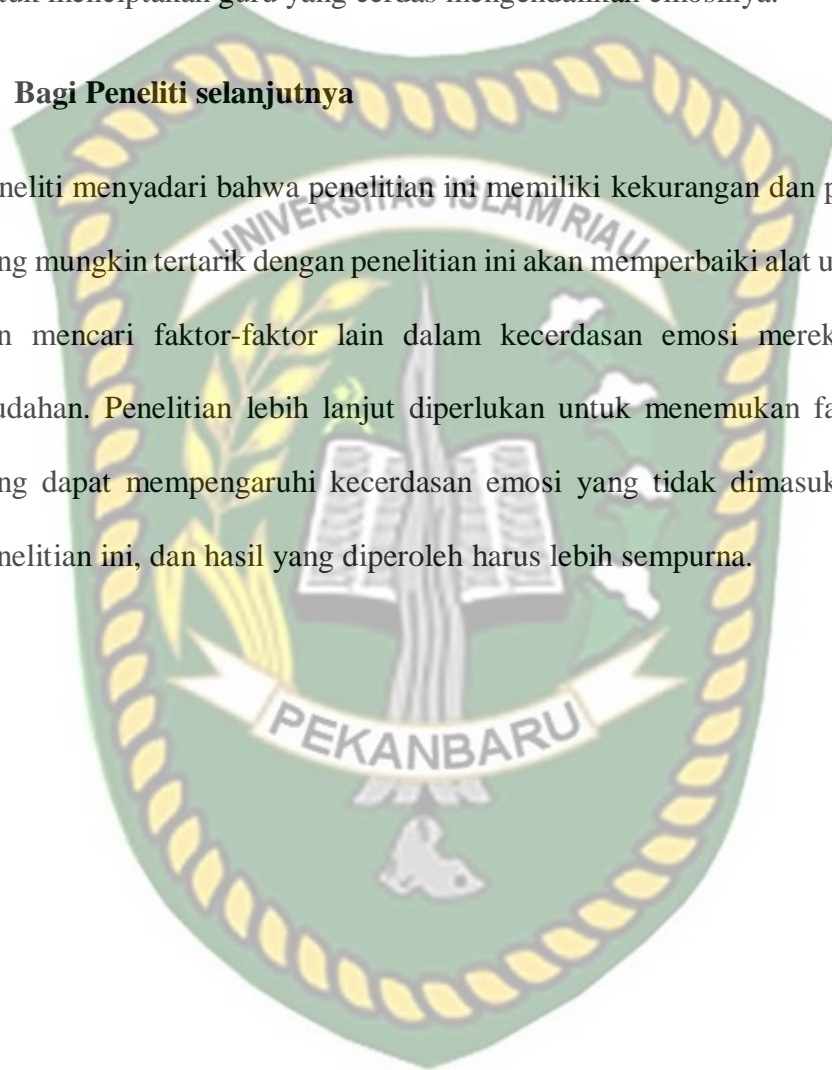 tuk menciptakan guru yang cerdas mengendalikan emosinya.
Bagi Peneliti selanjutnya
neliti menyadari bahwa penelitian ini memiliki kekurangan dan p
ng mungkin tertarik dengan penelitian ini akan memperbaiki alat u
n mencari faktor-faktor lain dalam kecerdasan emosi merek
udahan. Penelitian lebih lanjut diperlukan untuk menemukan fa
ng dapat mempengaruhi kecerdasan emosi yang tidak dimasuk
nelitian ini, dan hasil yang diperoleh harus lebih sempurna.
UNIVERSITAS ISLAM RIAU
PEKANBARU